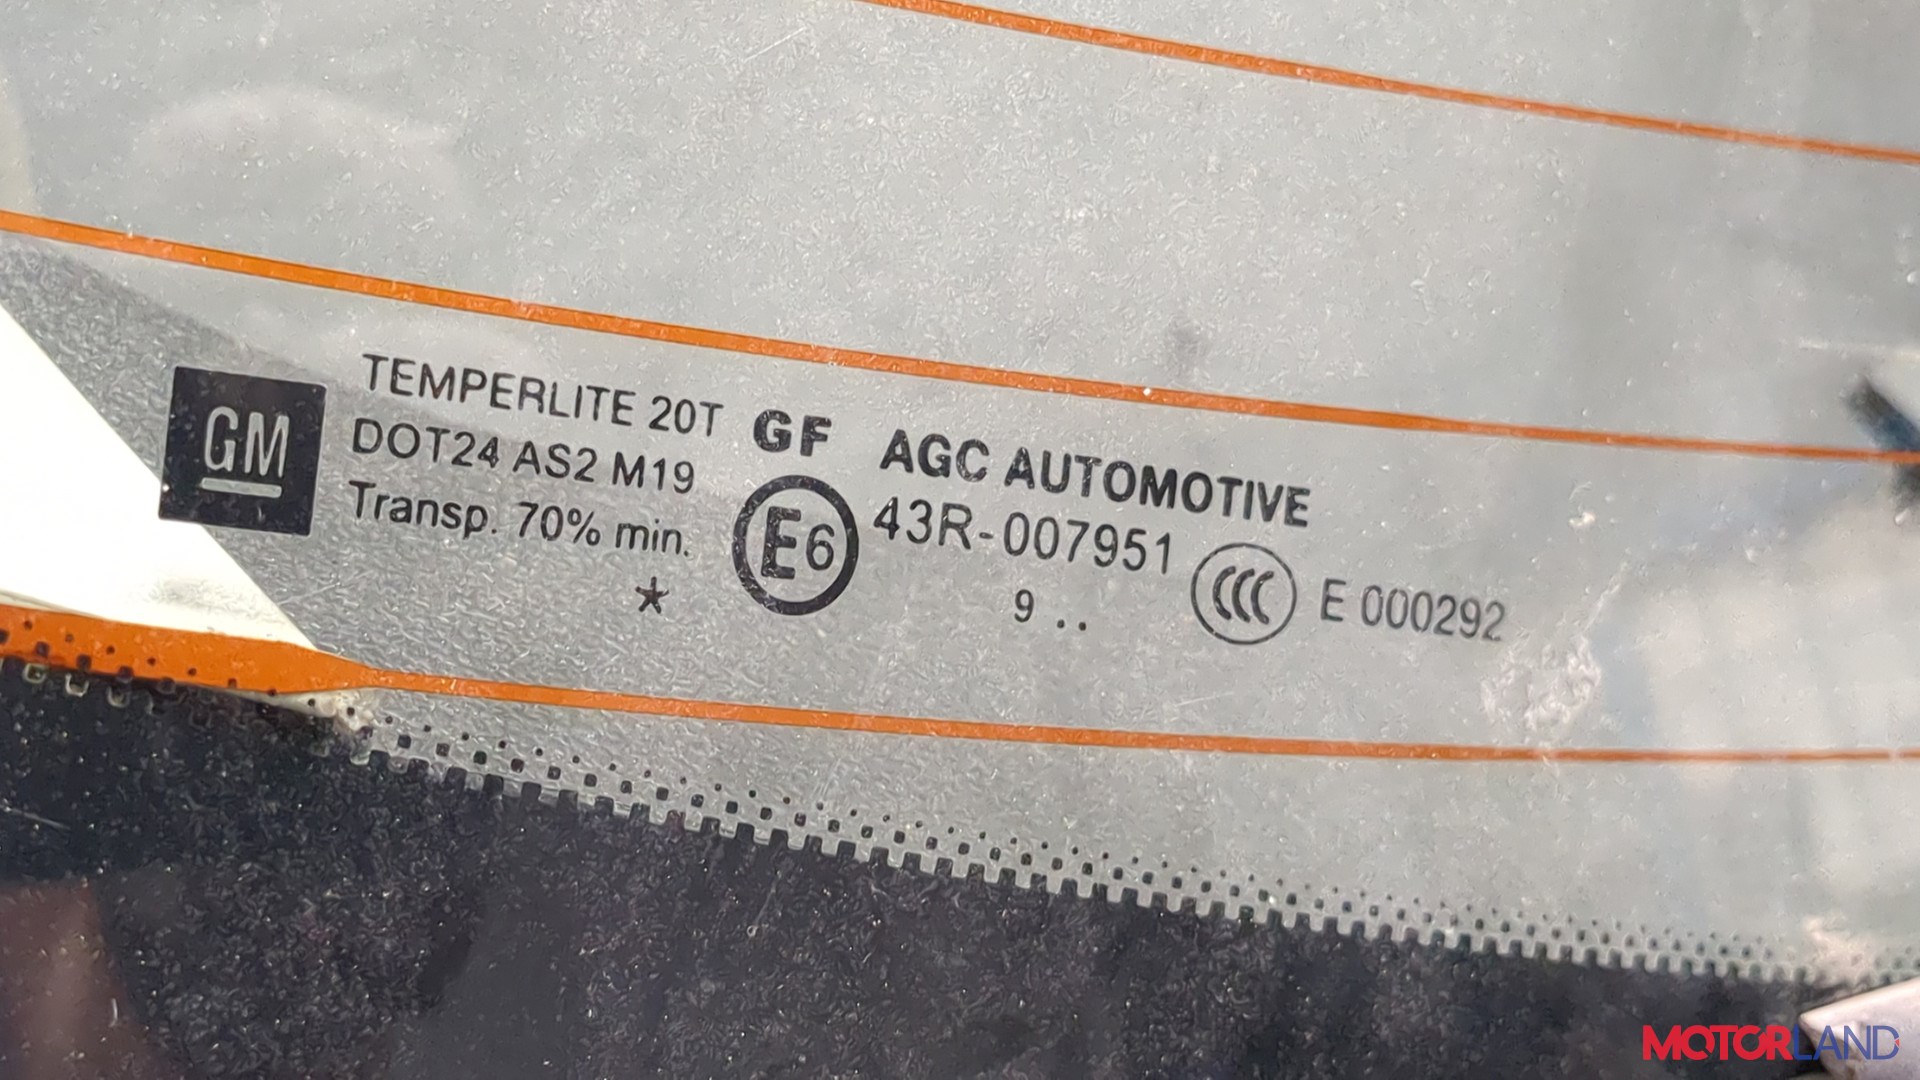 GM
TEMPERLITE 20T
DOT24 AS2 M19
Transp. 70% min.
*
GF
E6
AGC AUTOMOTIVE
43R-007951
9 ..
CCC
E 000292
MOTORLAND